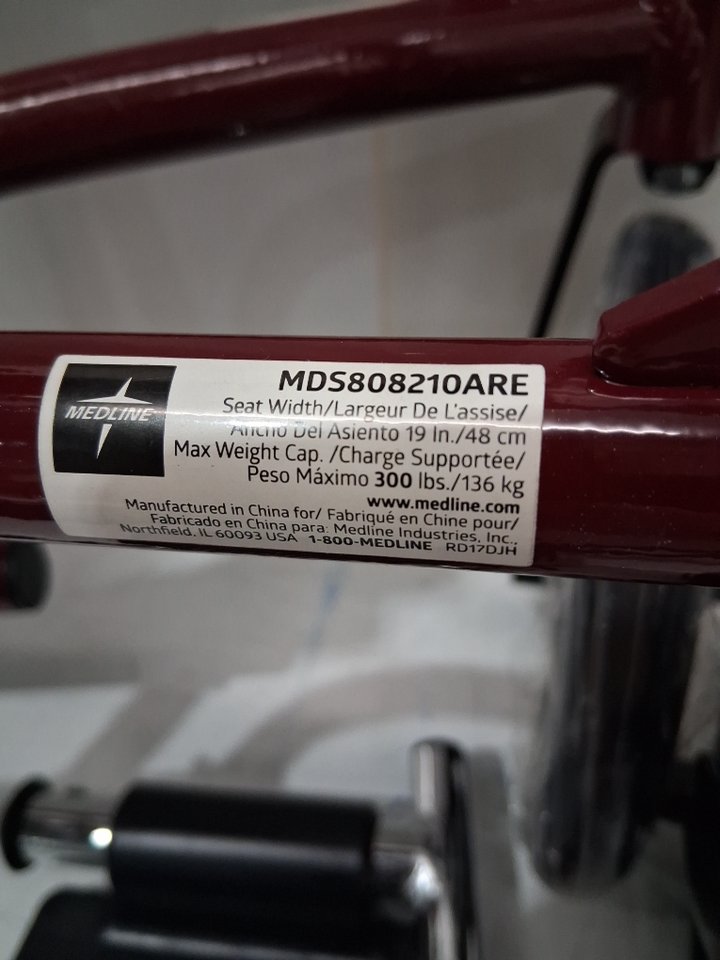 MEDLINE
MDS808210ARE
Seat Width/Largeur De L'assise/
Ancho Del Asiento 19 In./48 cm
Max Weight Cap. /Charge Supportée/
Peso Máximo 300 lbs./136 kg
www.medline.com
Manufactured in China for/ Fabriqué en Chine pour/
Fabricado en China para: Medline Industries, Inc.,
Northfield, IL 60093 USA 1-800-MEDLINE RD17DJH